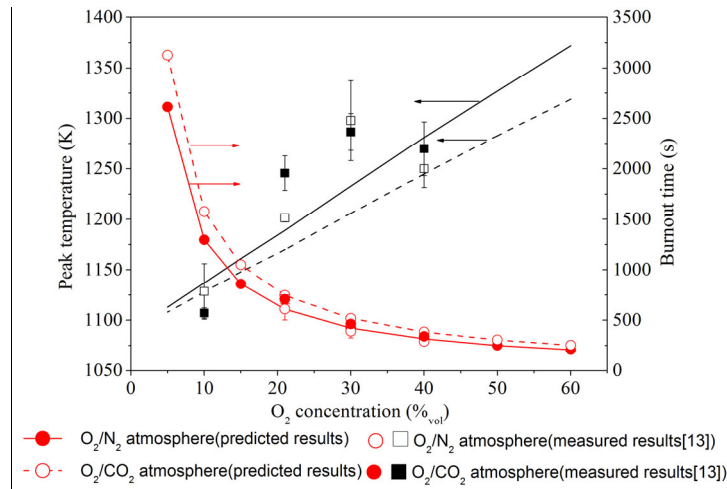 1400
1350
1300
1250
1200
1150
1100
1050
Peak temperature (K)
3500
3000
2500
2000
1500
1000
500
0
Burnout time (s)
0 10 20 30 40 50 60 70
O₂ concentration (%vol)
O₂/N₂ atmosphere(predicted results)
O₂/N₂ atmosphere(measured results[13])
O₂/CO₂ atmosphere(predicted results)
O₂/CO₂ atmosphere(measured results[13])